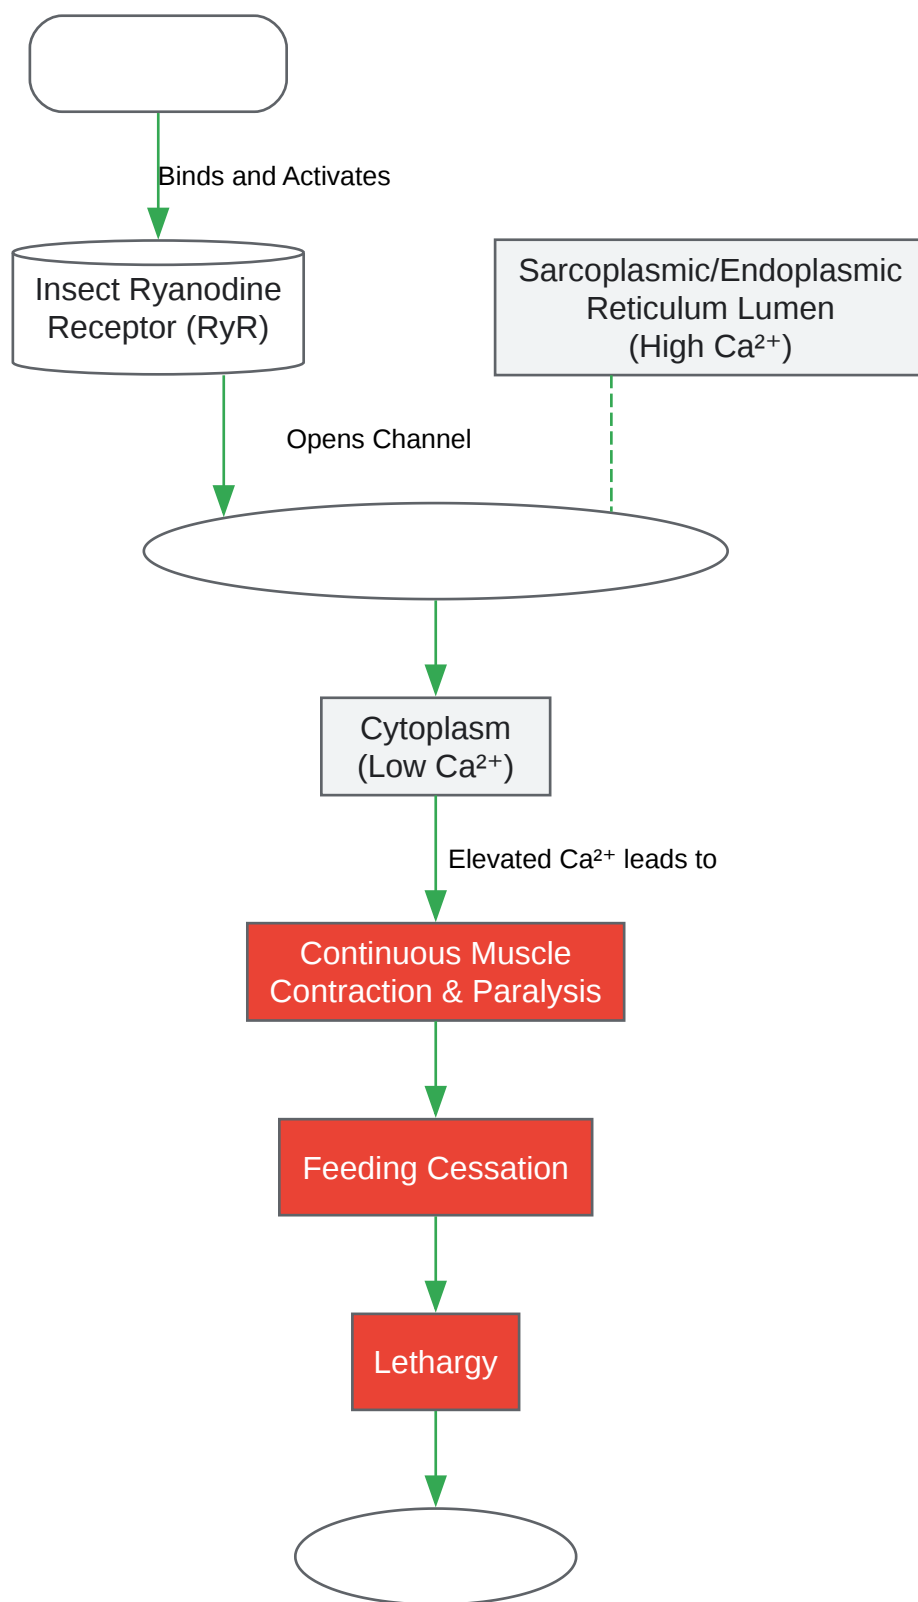 Binds and Activates
Insect Ryanodine
Receptor (RyR)
Sarcoplasmic/Endoplasmic
Reticulum Lumen
(High Ca²⁺)
Opens Channel
Cytoplasm
(Low Ca²⁺)
Elevated Ca²⁺ leads to
Continuous Muscle
Contraction & Paralysis
Feeding Cessation
Lethargy